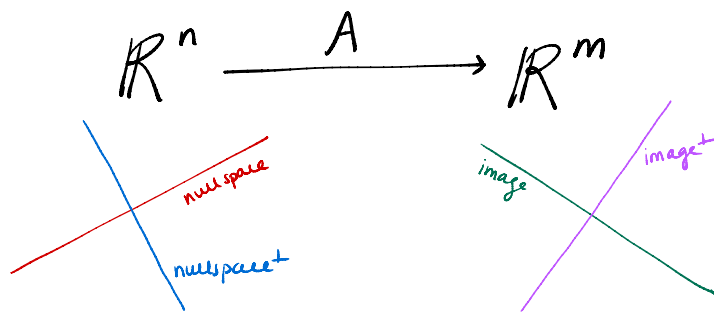 ℝⁿ A ℝᵐ
nullspace
nullspace⊥
image
image⊥